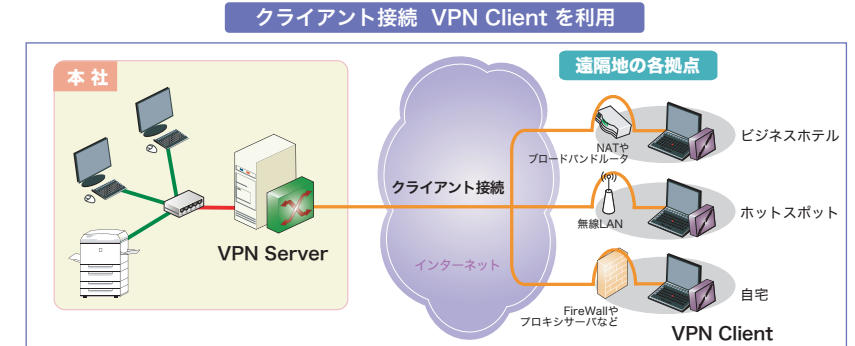 クライアント接続 VPN Client を利用
本 社
遠隔地の各拠点
NATや
ブロードバンドルータ
ビジネスホテル
クライアント接続
無線LAN
ホットスポット
VPN Server
インターネット
自宅
FireWallや
プロキシサーバなど
VPN Client